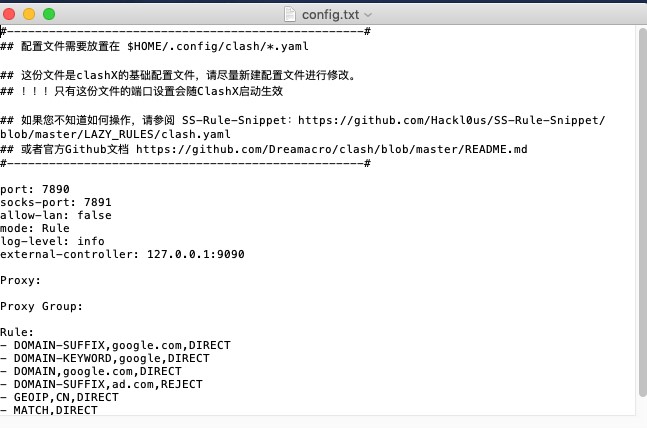 config.txt
#---------------------------------------------------#
## 配置文件需要放置在 $HOME/.config/clash/*.yaml
## 这份文件是clashX的基础配置文件，请尽量新建配置文件进行修改。
## ！！！只有这份文件的端口设置会随ClashX启动生效
## 如果您不知道如何操作，请参阅 SS-Rule-Snippet：https://github.com/Hackl0us/SS-Rule-Snippet/
blob/master/LAZY_RULES/clash.yaml
## 或者官方Github文档 https://github.com/Dreamacro/clash/blob/master/README.md
#---------------------------------------------------#
port: 7890
socks-port: 7891
allow-lan: false
mode: Rule
log-level: info
external-controller: 127.0.0.1:9090
Proxy:
Proxy Group:
Rule:
- DOMAIN-SUFFIX,google.com,DIRECT
- DOMAIN-KEYWORD,google,DIRECT
- DOMAIN,google.com,DIRECT
- DOMAIN-SUFFIX,ad.com,REJECT
- GEOIP,CN,DIRECT
- MATCH,DIRECT